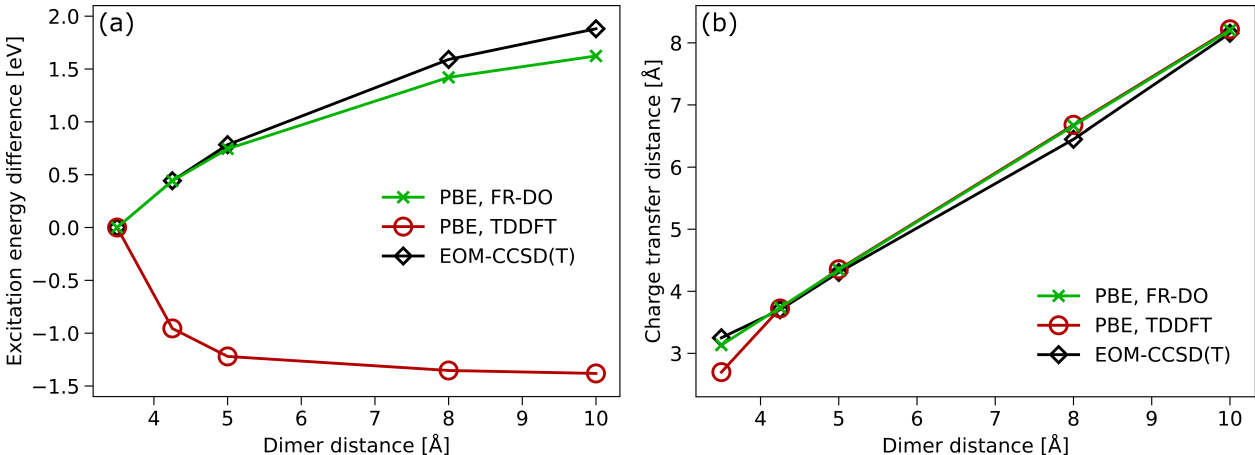 (a)
Excitation energy difference [eV]
2.0
1.5
1.0
0.5
0.0
−0.5
−1.0
−1.5
4 5 6 7 8 9 10
Dimer distance [Å]
PBE, FR-DO
PBE, TDDFT
EOM-CCSD(T)
(b)
Charge transfer distance [Å]
8
7
6
5
4
3
4 5 6 7 8 9 10
Dimer distance [Å]
PBE, FR-DO
PBE, TDDFT
EOM-CCSD(T)